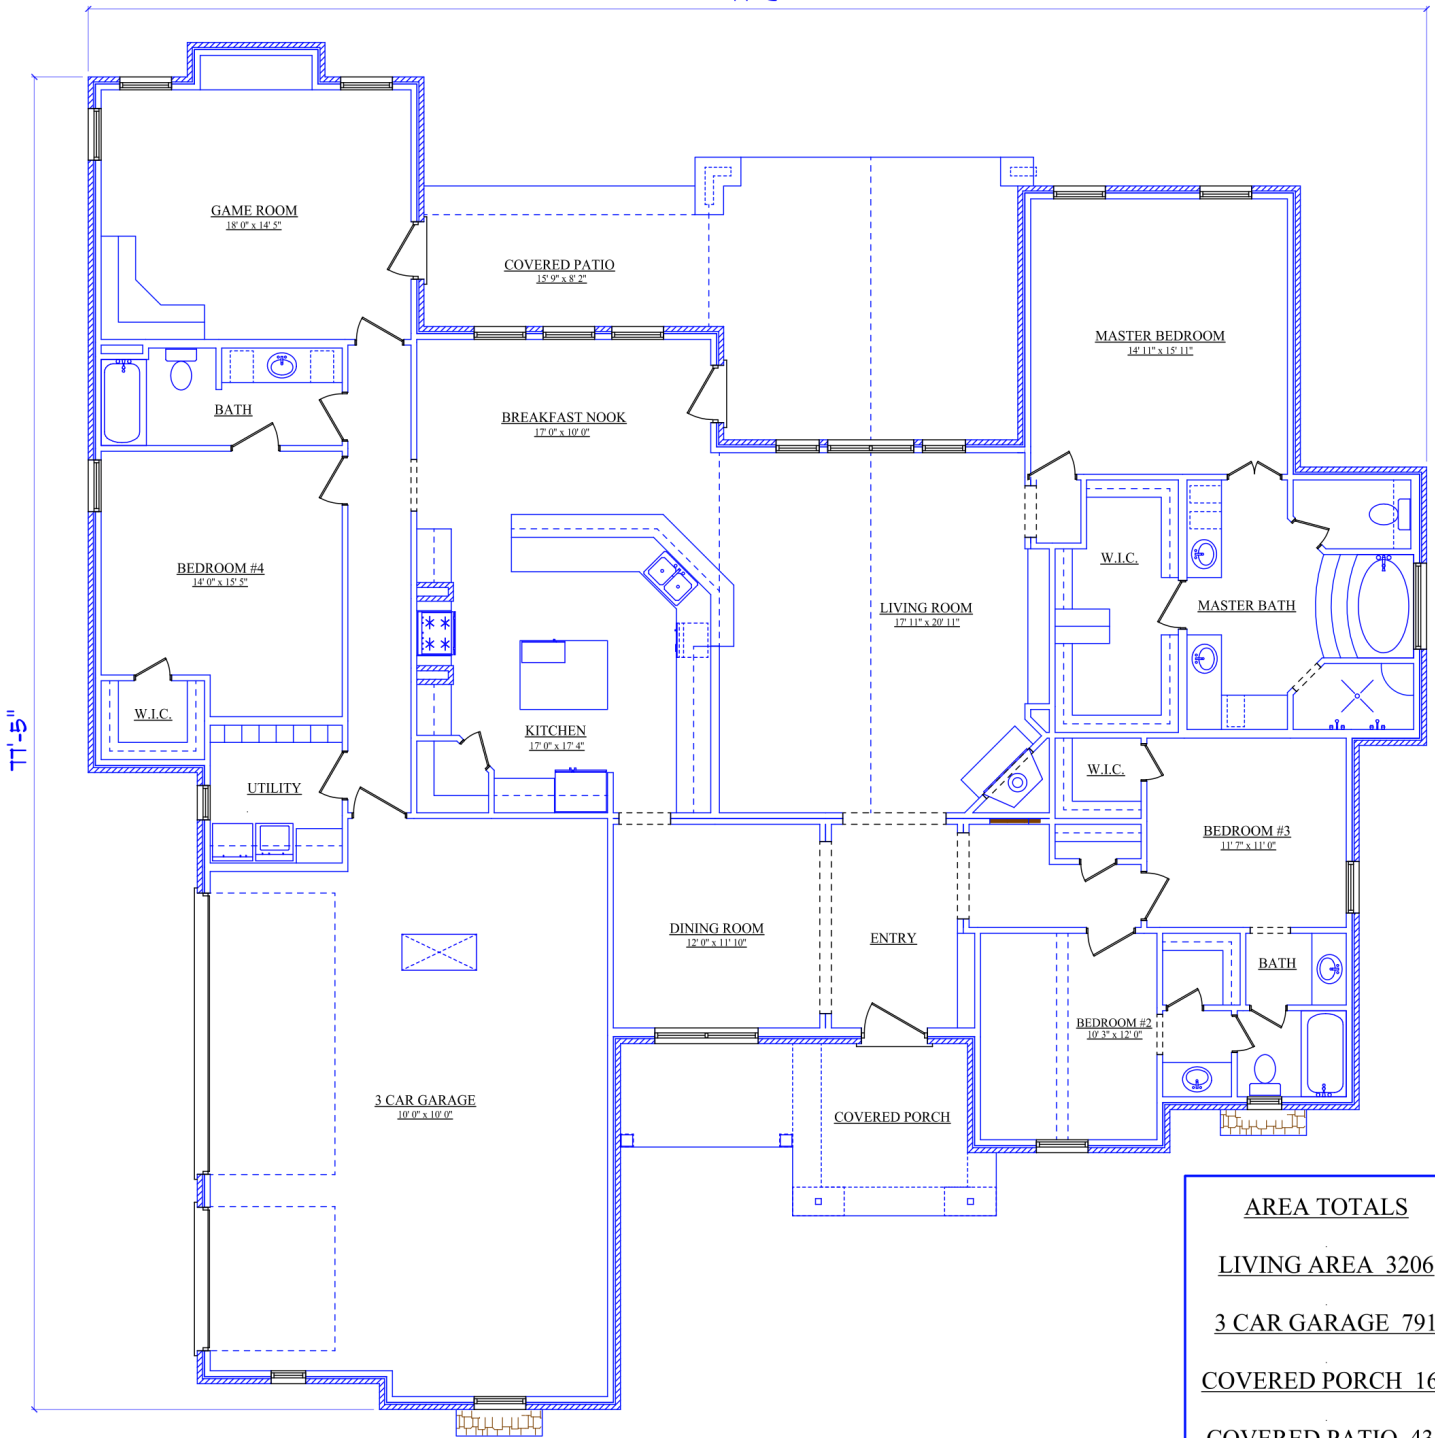 GAME ROOM
18' 0" x 14' 5"
COVERED PATIO
15' 9" x 8' 2"
MASTER BEDROOM
14' 11" x 15' 11"
BATH
BREAKFAST NOOK
17' 0" x 10' 0"
BEDROOM #4
14' 0" x 15' 5"
W.I.C.
LIVING ROOM
17' 11" x 20' 11"
MASTER BATH
W.I.C.
KITCHEN
17' 0" x 17' 4"
77'-5"
UTILITY
W.I.C.
BEDROOM #3
11' 7" x 11' 0"
DINING ROOM
12' 0" x 11' 10"
ENTRY
BATH
BEDROOM #2
10' 3" x 12' 0"
3 CAR GARAGE
10' 0" x 10' 0"
COVERED PORCH
AREA TOTALS
LIVING AREA 3206
3 CAR GARAGE 791
COVERED PORCH 16
COVERED PATIO 43